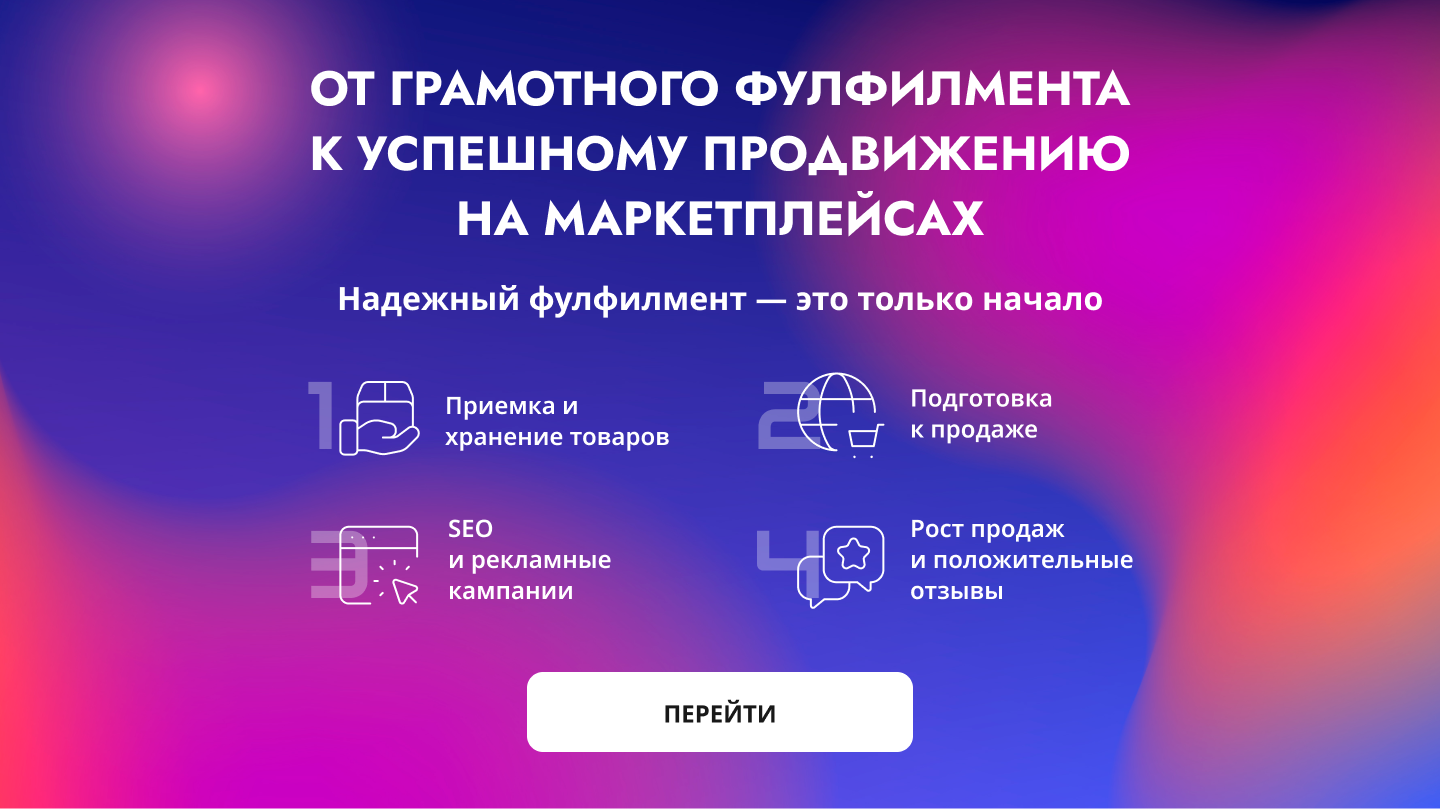 ОТ ГРАМОТНОГО ФУЛФИЛМЕНТА
К УСПЕШНОМУ ПРОДВИЖЕНИЮ
НА МАРКЕТПЛЕЙСАХ
Надежный фулфилмент — это только начало
1
Приемка и
хранение товаров
2
Подготовка
к продаже
3
SEO
и рекламные
кампании
4
Рост продаж
и положительные
отзывы
ПЕРЕЙТИ